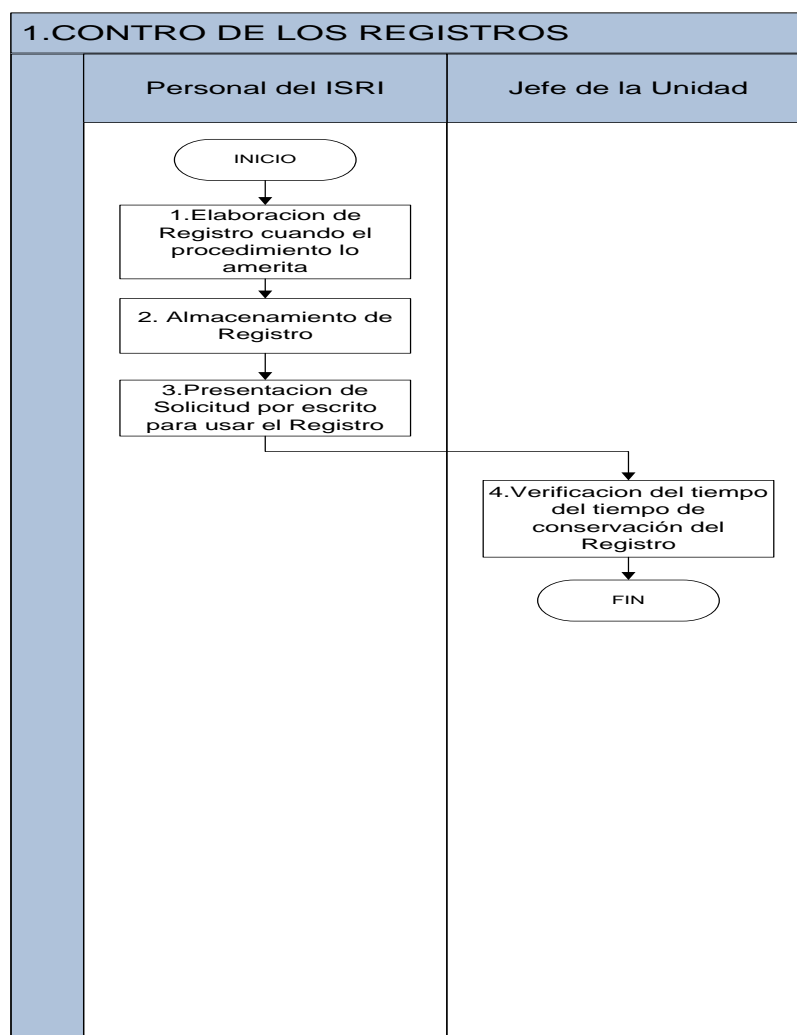 1.CONTRO DE LOS REGISTROS
Personal del ISRI
Jefe de la Unidad
INICIO
1.Elaboracion de
Registro cuando el
procedimiento lo
amerita
2. Almacenamiento de
Registro
3.Presentacion de
Solicitud por escrito
para usar el Registro
4.Verificacion del tiempo
del tiempo de
conservación del
Registro
FIN